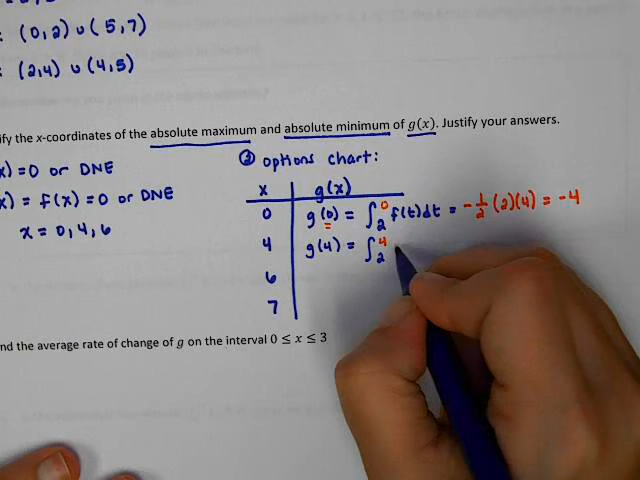 : (0,2) ∪ (5,7)
: (2,4) ∪ (4,5)
ify the x-coordinates of the absolute maximum and absolute minimum of g(x). Justify your answers.
x) = 0 or DNE
x) = f(x) = 0 or DNE
x = 0, 4, 6
③ options chart:
x g(x)
0 g(0) = ∫₂⁰ f(t)dt = -½(2)(4) = -4
4 g(4) = ∫₂⁴
6
7
nd the average rate of change of g on the interval 0 ≤ x ≤ 3